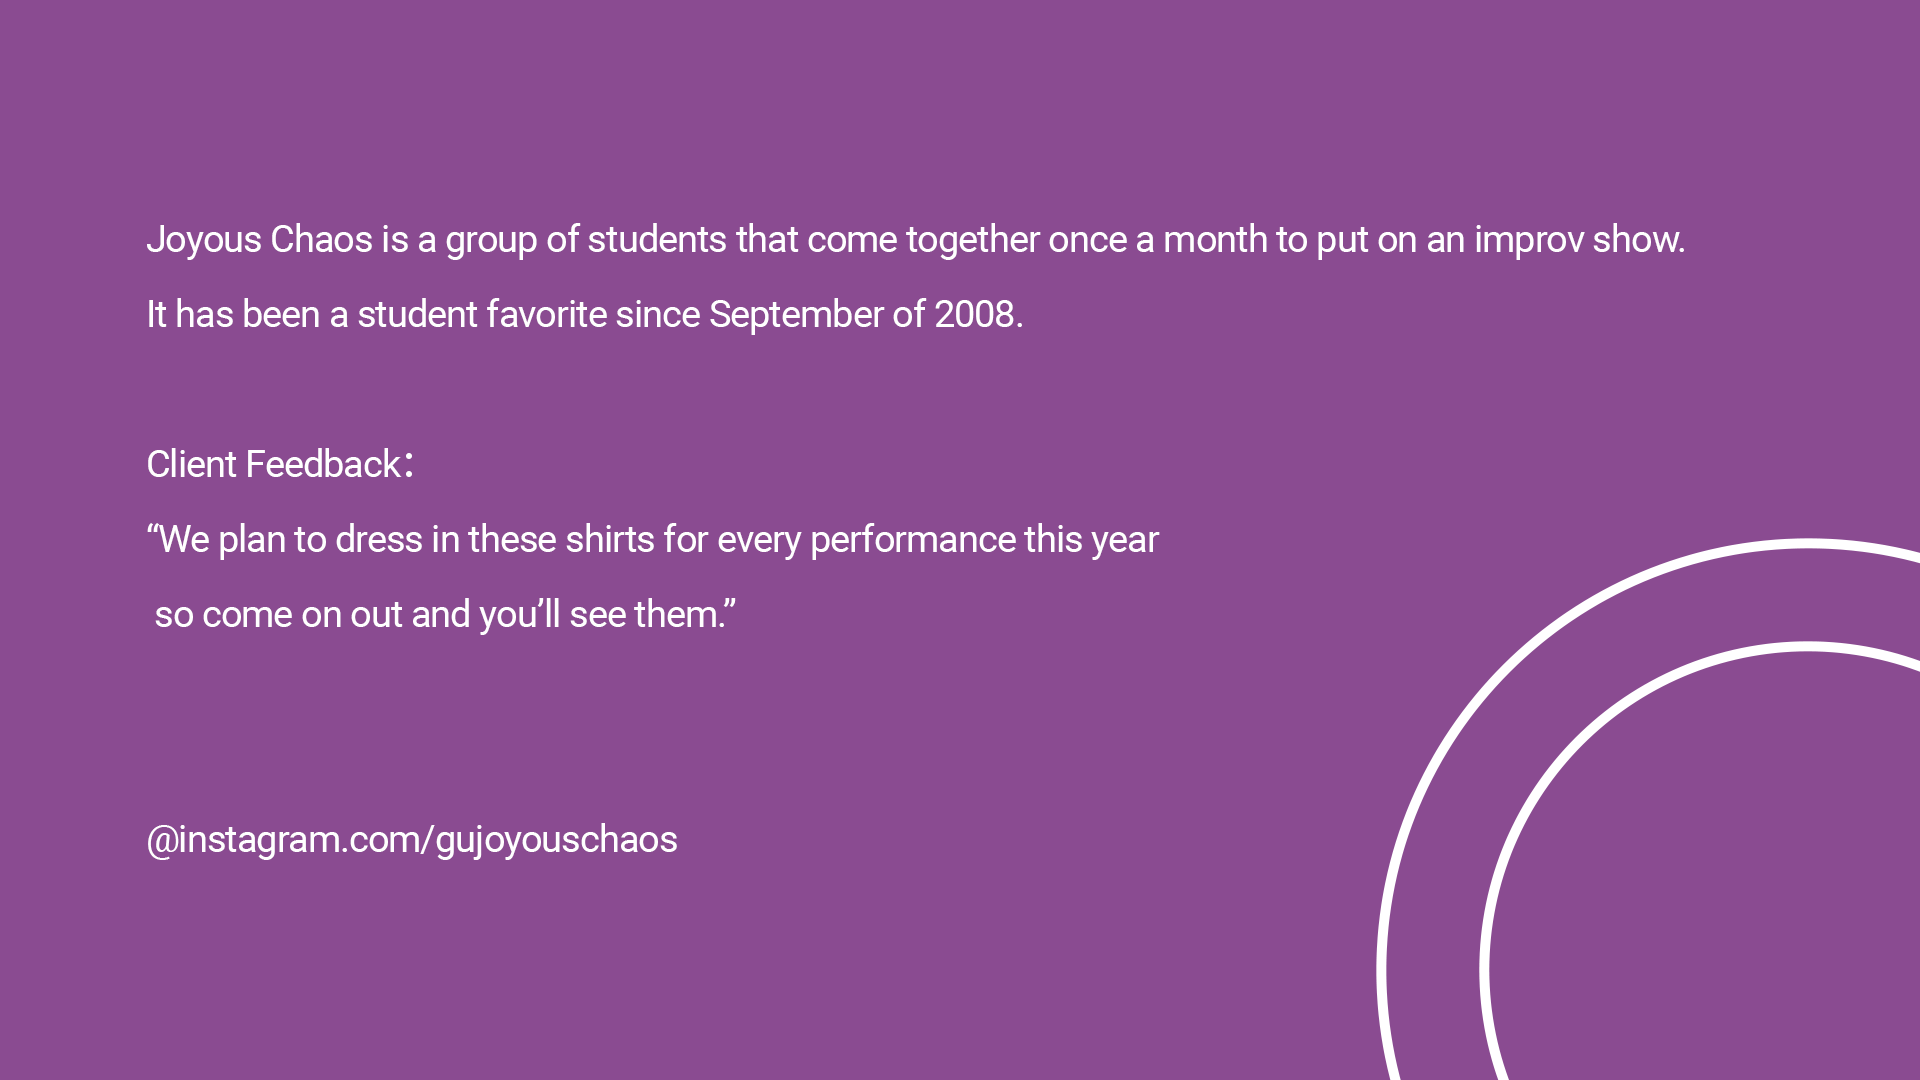 Joyous Chaos is a group of students that come together once a month to put on an improv show.
It has been a student favorite since September of 2008.
Client Feedback：
“We plan to dress in these shirts for every performance this year
so come on out and you’ll see them.”
@instagram.com/gujoyouschaos